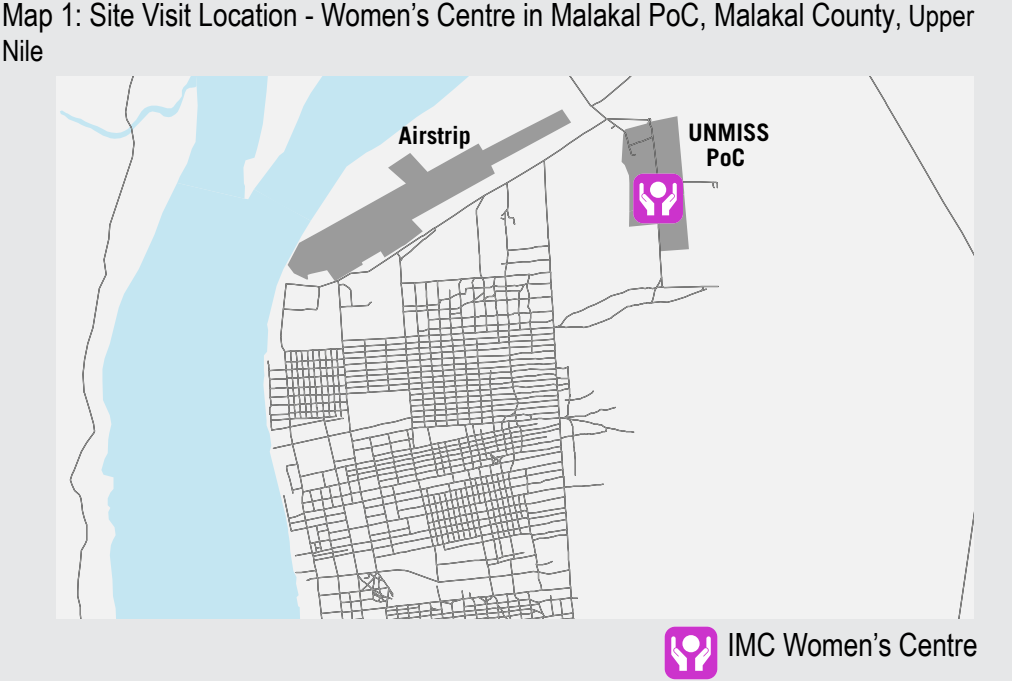 Map 1: Site Visit Location - Women’s Centre in Malakal PoC, Malakal County, Upper
Nile
Airstrip
UNMISS
PoC
IMC Women’s Centre